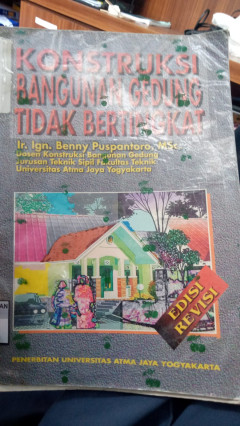 KONSTRUKSI
BANGUNAN GEDUNG
TIDAK BERTINGKAT
Ir. Ign. Benny Puspantoro, MSc.
Dosen Konstruksi Bangunan Gedung
Jurusan Teknik Sipil Fakultas Teknik
Universitas Atma Jaya Yogyakarta
EDISI
REVISI
PENERBITAN UNIVERSITAS ATMA JAYA YOGYAKARTA